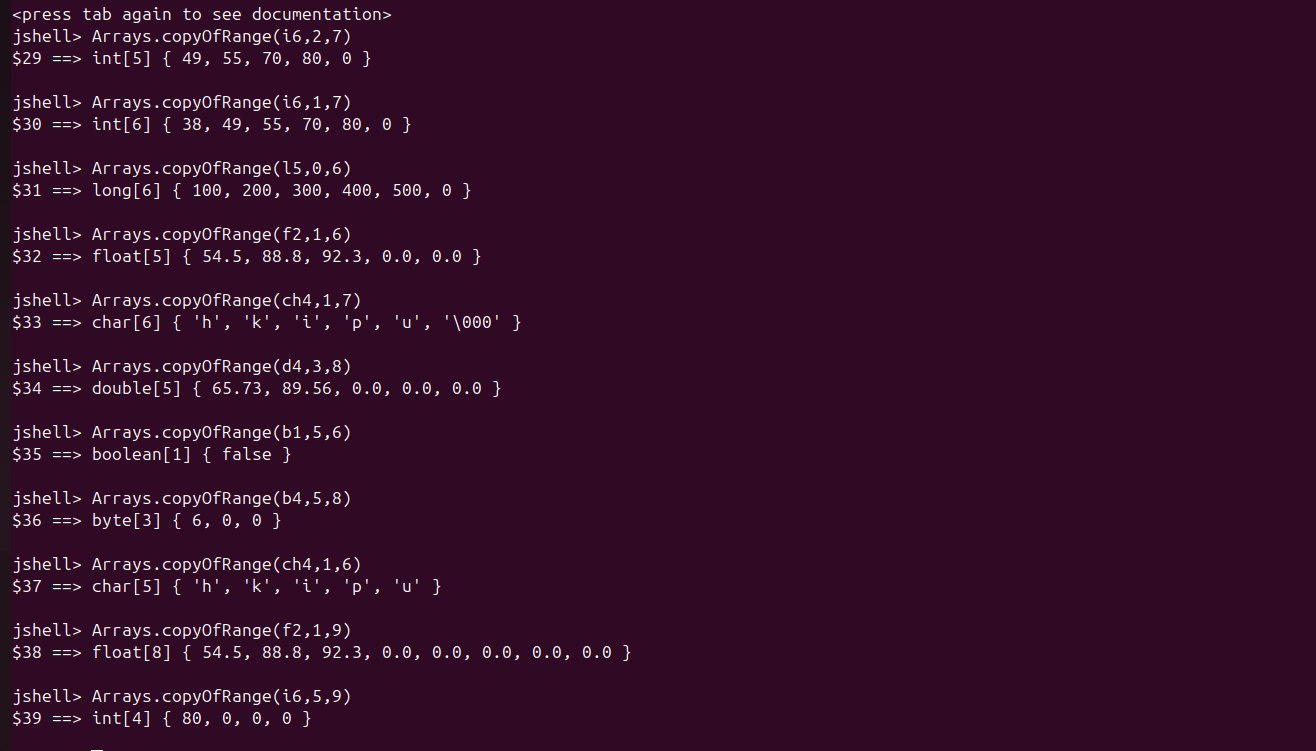 <press tab again to see documentation>
jshell> Arrays.copyOfRange(i6,2,7)
$29 ==> int[5] { 49, 55, 70, 80, 0 }
jshell> Arrays.copyOfRange(i6,1,7)
$30 ==> int[6] { 38, 49, 55, 70, 80, 0 }
jshell> Arrays.copyOfRange(l5,0,6)
$31 ==> long[6] { 100, 200, 300, 400, 500, 0 }
jshell> Arrays.copyOfRange(f2,1,6)
$32 ==> float[5] { 54.5, 88.8, 92.3, 0.0, 0.0 }
jshell> Arrays.copyOfRange(ch4,1,7)
$33 ==> char[6] { 'h', 'k', 'i', 'p', 'u', '\000' }
jshell> Arrays.copyOfRange(d4,3,8)
$34 ==> double[5] { 65.73, 89.56, 0.0, 0.0, 0.0 }
jshell> Arrays.copyOfRange(b1,5,6)
$35 ==> boolean[1] { false }
jshell> Arrays.copyOfRange(b4,5,8)
$36 ==> byte[3] { 6, 0, 0 }
jshell> Arrays.copyOfRange(ch4,1,6)
$37 ==> char[5] { 'h', 'k', 'i', 'p', 'u' }
jshell> Arrays.copyOfRange(f2,1,9)
$38 ==> float[8] { 54.5, 88.8, 92.3, 0.0, 0.0, 0.0, 0.0, 0.0 }
jshell> Arrays.copyOfRange(i6,5,9)
$39 ==> int[4] { 80, 0, 0, 0 }